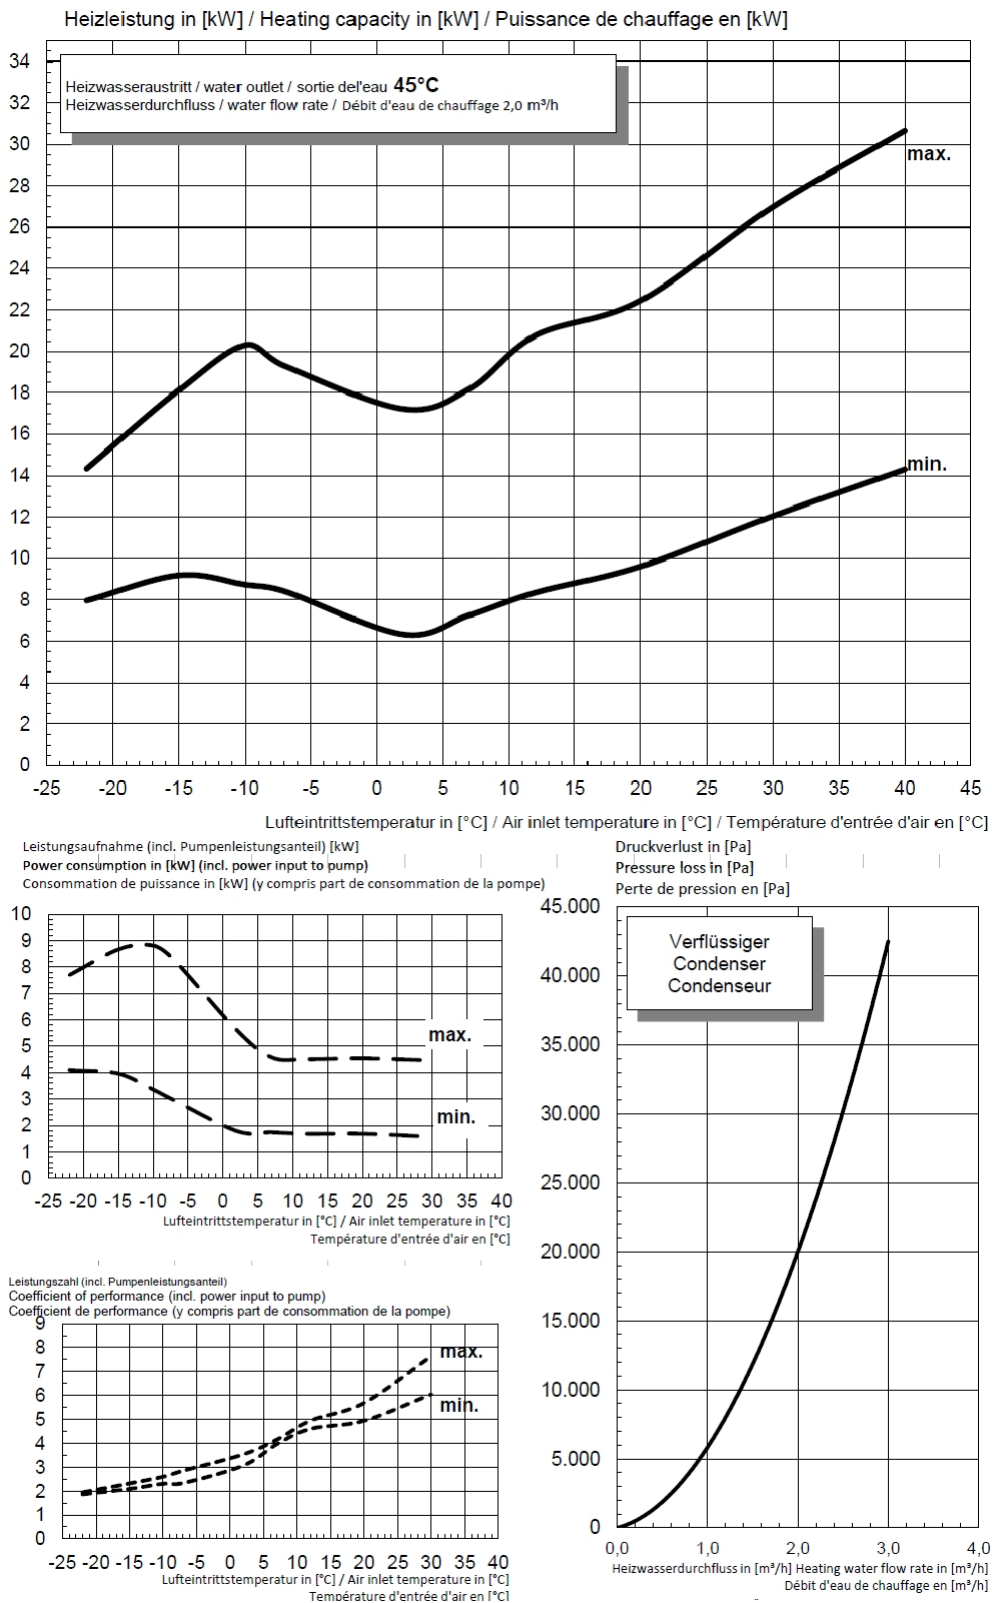 Heizleistung in [kW] / Heating capacity in [kW] / Puissance de chauffage en [kW]
34
32
30
28
26
24
22
20
18
16
14
12
10
8
6
4
2
0
Heizwasseraustritt / water outlet / sortie del'eau 45°C
Heizwasserdurchfluss / water flow rate / Débit d'eau de chauffage 2,0 m³/h
max.
min.
-25 -20 -15 -10 -5 0 5 10 15 20 25 30 35 40 45
Lufteintrittstemperatur in [°C] / Air inlet temperature in [°C] / Température d'entrée d'air en [°C]
Leistungsaufnahme (incl. Pumpenleistungsanteil) [kW]
Power consumption in [kW] (incl. power input to pump)
Consommation de puissance in [kW] (y compris part de consommation de la pompe)
10
9
8
7
6
5
4
3
2
1
0
max.
min.
-25 -20 -15 -10 -5 0 5 10 15 20 25 30 35 40
Lufteintrittstemperatur in [°C] / Air inlet temperature in [°C]
Température d'entrée d'air en [°C]
Leistungszahl (incl. Pumpenleistungsanteil)
Coefficient of performance (incl. power input to pump)
Coefficient de performance (y compris part de consommation de la pompe)
9
8
7
6
5
4
3
2
1
0
max.
min.
-25 -20 -15 -10 -5 0 5 10 15 20 25 30 35 40
Lufteintrittstemperatur in [°C] / Air inlet temperature in [°C]
Température d'entrée d'air en [°C]
Druckverlust in [Pa]
Pressure loss in [Pa]
Perte de pression en [Pa]
45.000
40.000
35.000
30.000
25.000
20.000
15.000
10.000
5.000
0
Verflüssiger
Condenser
Condenseur
0,0 1,0 2,0 3,0 4,0
Heizwasserdurchfluss in [m³/h] Heating water flow rate in [m³/h]
Débit d'eau de chauffage en [m³/h]